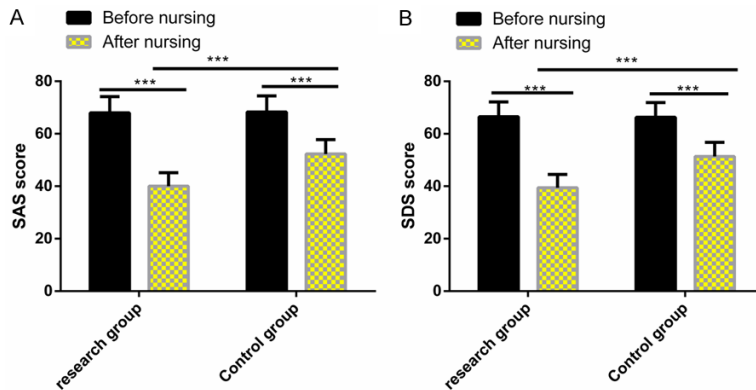 A
Before nursing
After nursing
***
***
***
80
60
40
20
0
SAS score
research group
Control group
B
Before nursing
After nursing
***
***
***
80
60
40
20
0
SDS score
research group
Control group